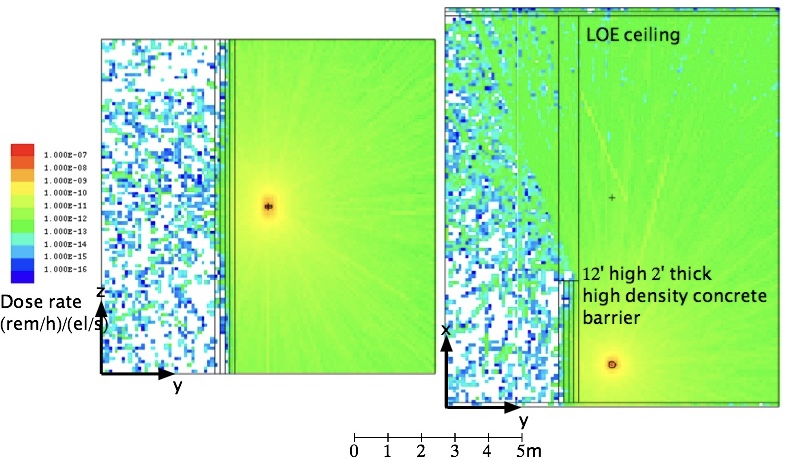 LOE ceiling
1.000E-07
1.000E-08
1.000E-09
1.000E-10
1.000E-11
1.000E-12
1.000E-13
1.000E-14
1.000E-15
1.000E-16
Dose rate
(rem/h)/(el/s)
z
y
12' high 2' thick
high density concrete
barrier
x
y
0 1 2 3 4 5m